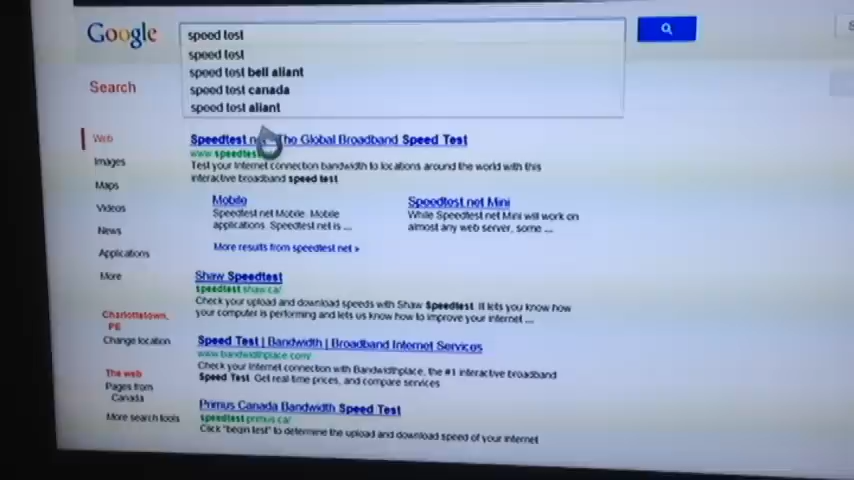 Google
speed test
speed test
speed test bell aliant
speed test canada
speed test aliant
Search
Web
Images
Maps
Videos
News
Applications
More
Charlottetown,
PE
Change location
The web
Pages from
Canada
More search tools
Speedtest The Global Broadband Speed Test
www.speedtest
Test your Internet connection bandwidth to locations around the world with this
interactive broadband speed test
Mobile
Speedtest.net Mobile. Mobile
applications. Speedtest.net is ...
Speedtest.net Mini
While Speedtest.net Mini will work on
almost any web server, some ...
More results from speedtest.net »
Shaw Speedtest
speedtest.shaw.ca/
Check your upload and download speeds with Shaw Speedtest. It lets you know how
your computer is performing and lets us know how to improve your internet ...
Speed Test | Bandwidth | Broadband Internet Services
www.bandwidthplace.com/
Check your Internet connection with Bandwidthplace, the #1 interactive broadband
Speed Test. Get real-time prices, and compare services
Primus Canada Bandwidth Speed Test
speedtest.primus.ca/
Click "begin test" to determine the upload and download speed of your internet